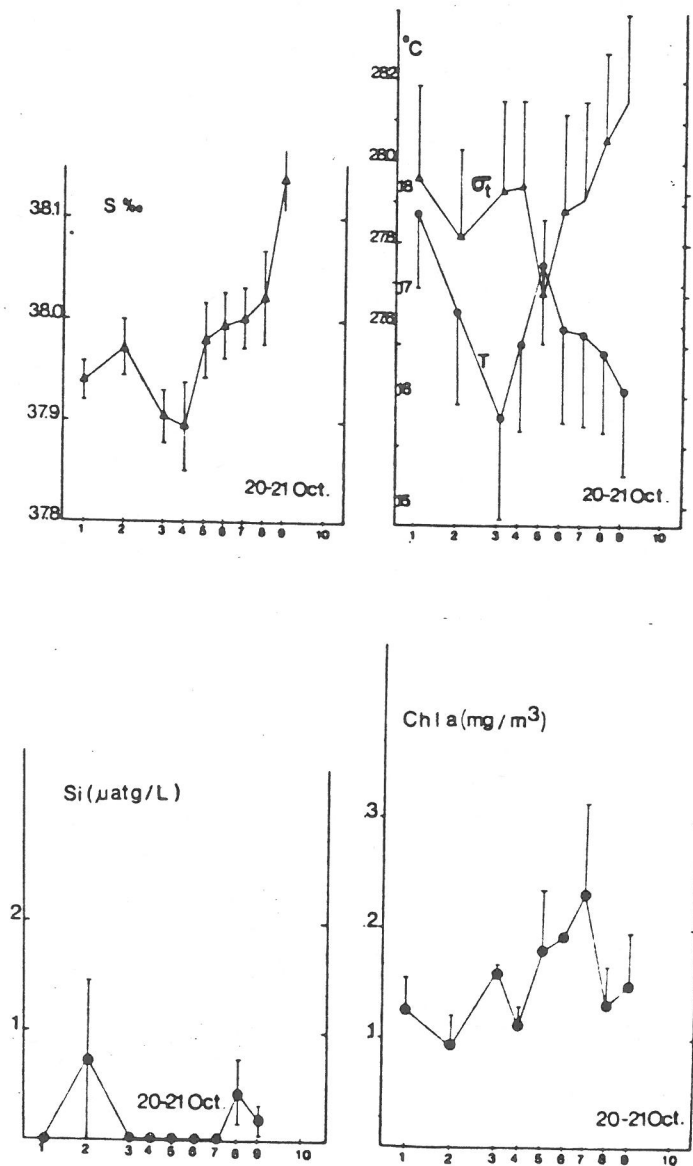 S ‰
38.1
38.0
37.9
37.8
20-21 Oct.
1 2 3 4 5 6 7 8 9 10
°C
28.2
28.0
18
27.8
17
27.6
16
15
σt
T
20-21 Oct.
1 2 3 4 5 6 7 8 9 10
Si (µatg/L)
2
1
20-21 Oct.
1 2 3 4 5 6 7 8 9 10
Chl a (mg/m³)
.3
.2
.1
20-21 Oct.
1 2 3 4 5 6 7 8 9 10